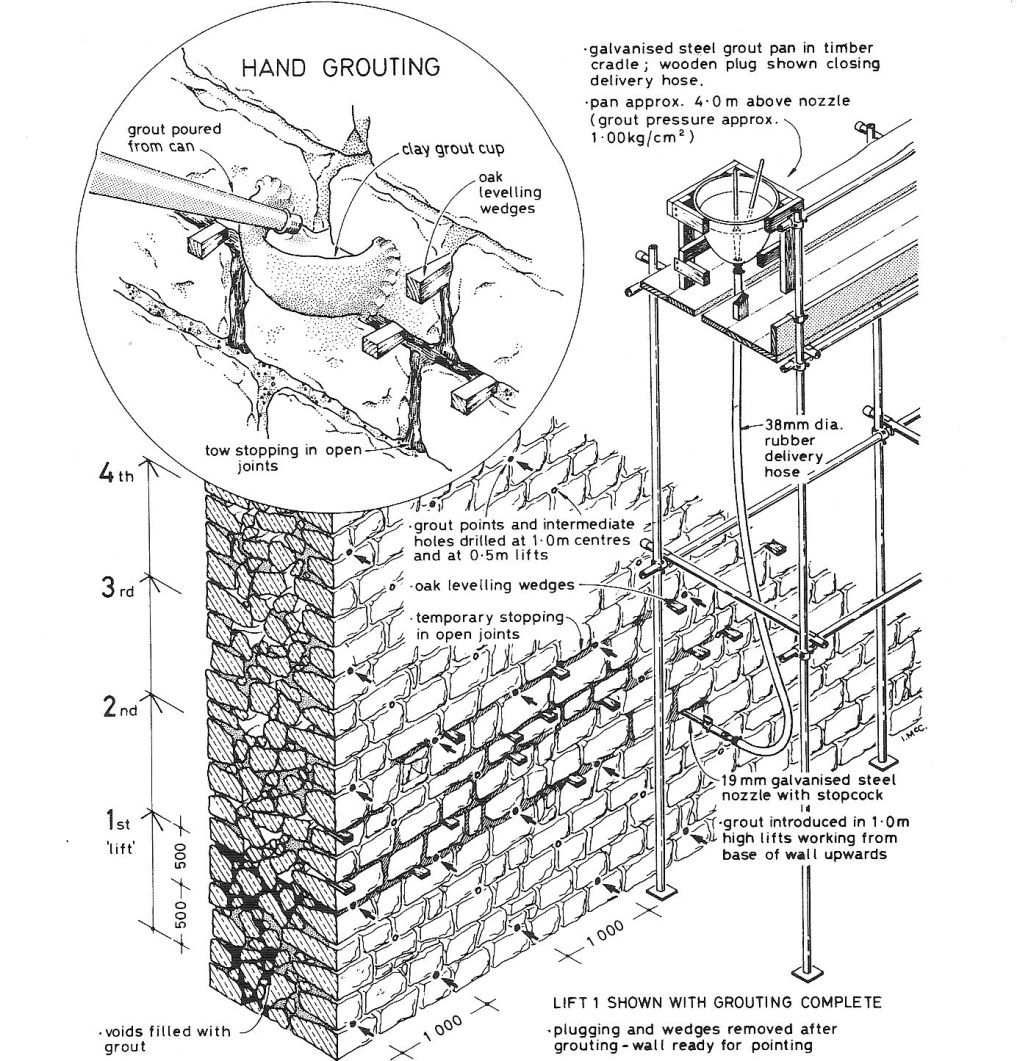 HAND GROUTING
grout poured
from can
clay grout cup
oak
levelling
wedges
tow stopping in open
joints
·galvanised steel grout pan in timber
cradle; wooden plug shown closing
delivery hose.
·pan approx. 4·0m above nozzle
(grout pressure approx.
1·00kg/cm²)
38mm dia.
rubber
delivery
hose
4th
3rd
2nd
1st
'lift'
500
500
·grout points and intermediate
holes drilled at 1·0m centres
and at 0·5m lifts
·oak levelling wedges
·temporary stopping
in open joints
I.McC.
19mm galvanised steel
nozzle with stopcock
·grout introduced in 1·0m
high lifts working from
base of wall upwards
1 000
1 000
·voids filled with
grout
LIFT 1 SHOWN WITH GROUTING COMPLETE
·plugging and wedges removed after
grouting - wall ready for pointing